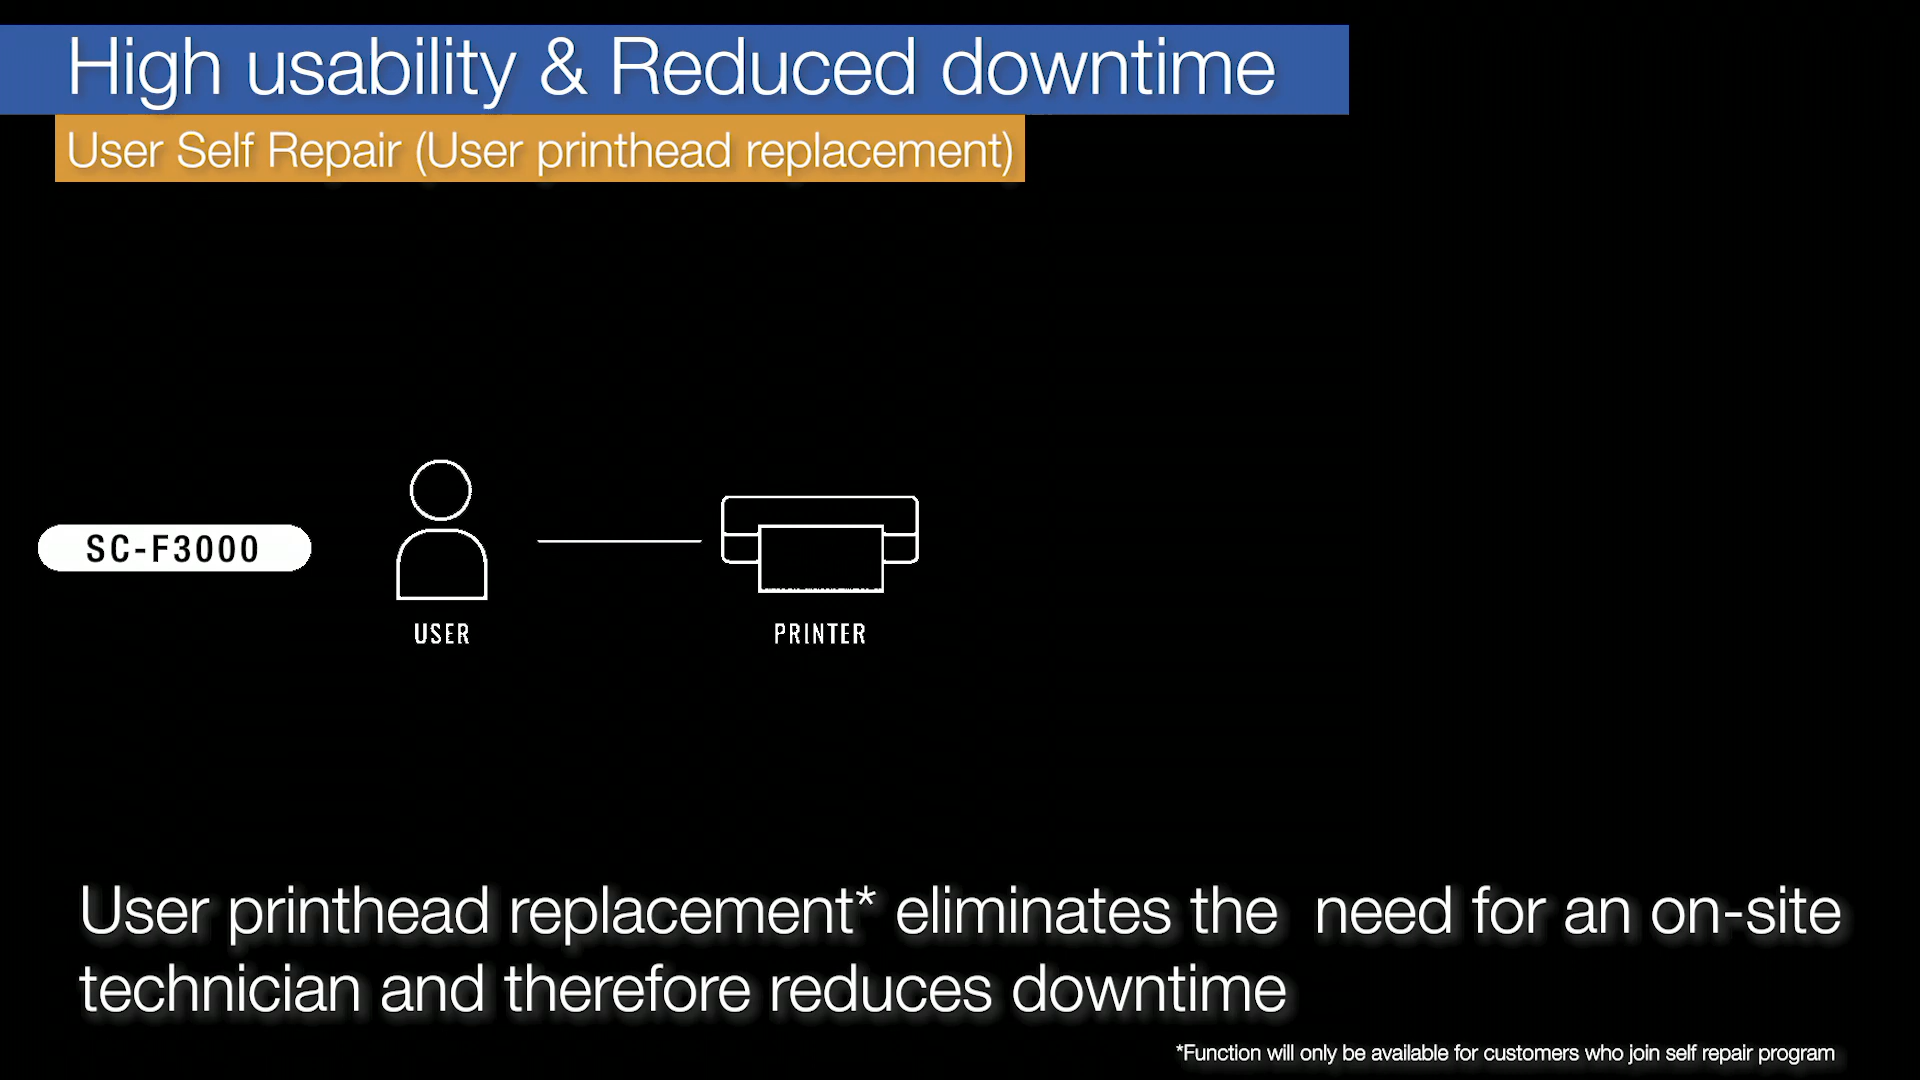 High usability & Reduced downtime
User Self Repair (User printhead replacement)
SC-F3000
USER
PRINTER
User printhead replacement* eliminates the  need for an on-site
technician and therefore reduces downtime
*Function will only be available for customers who join self repair program